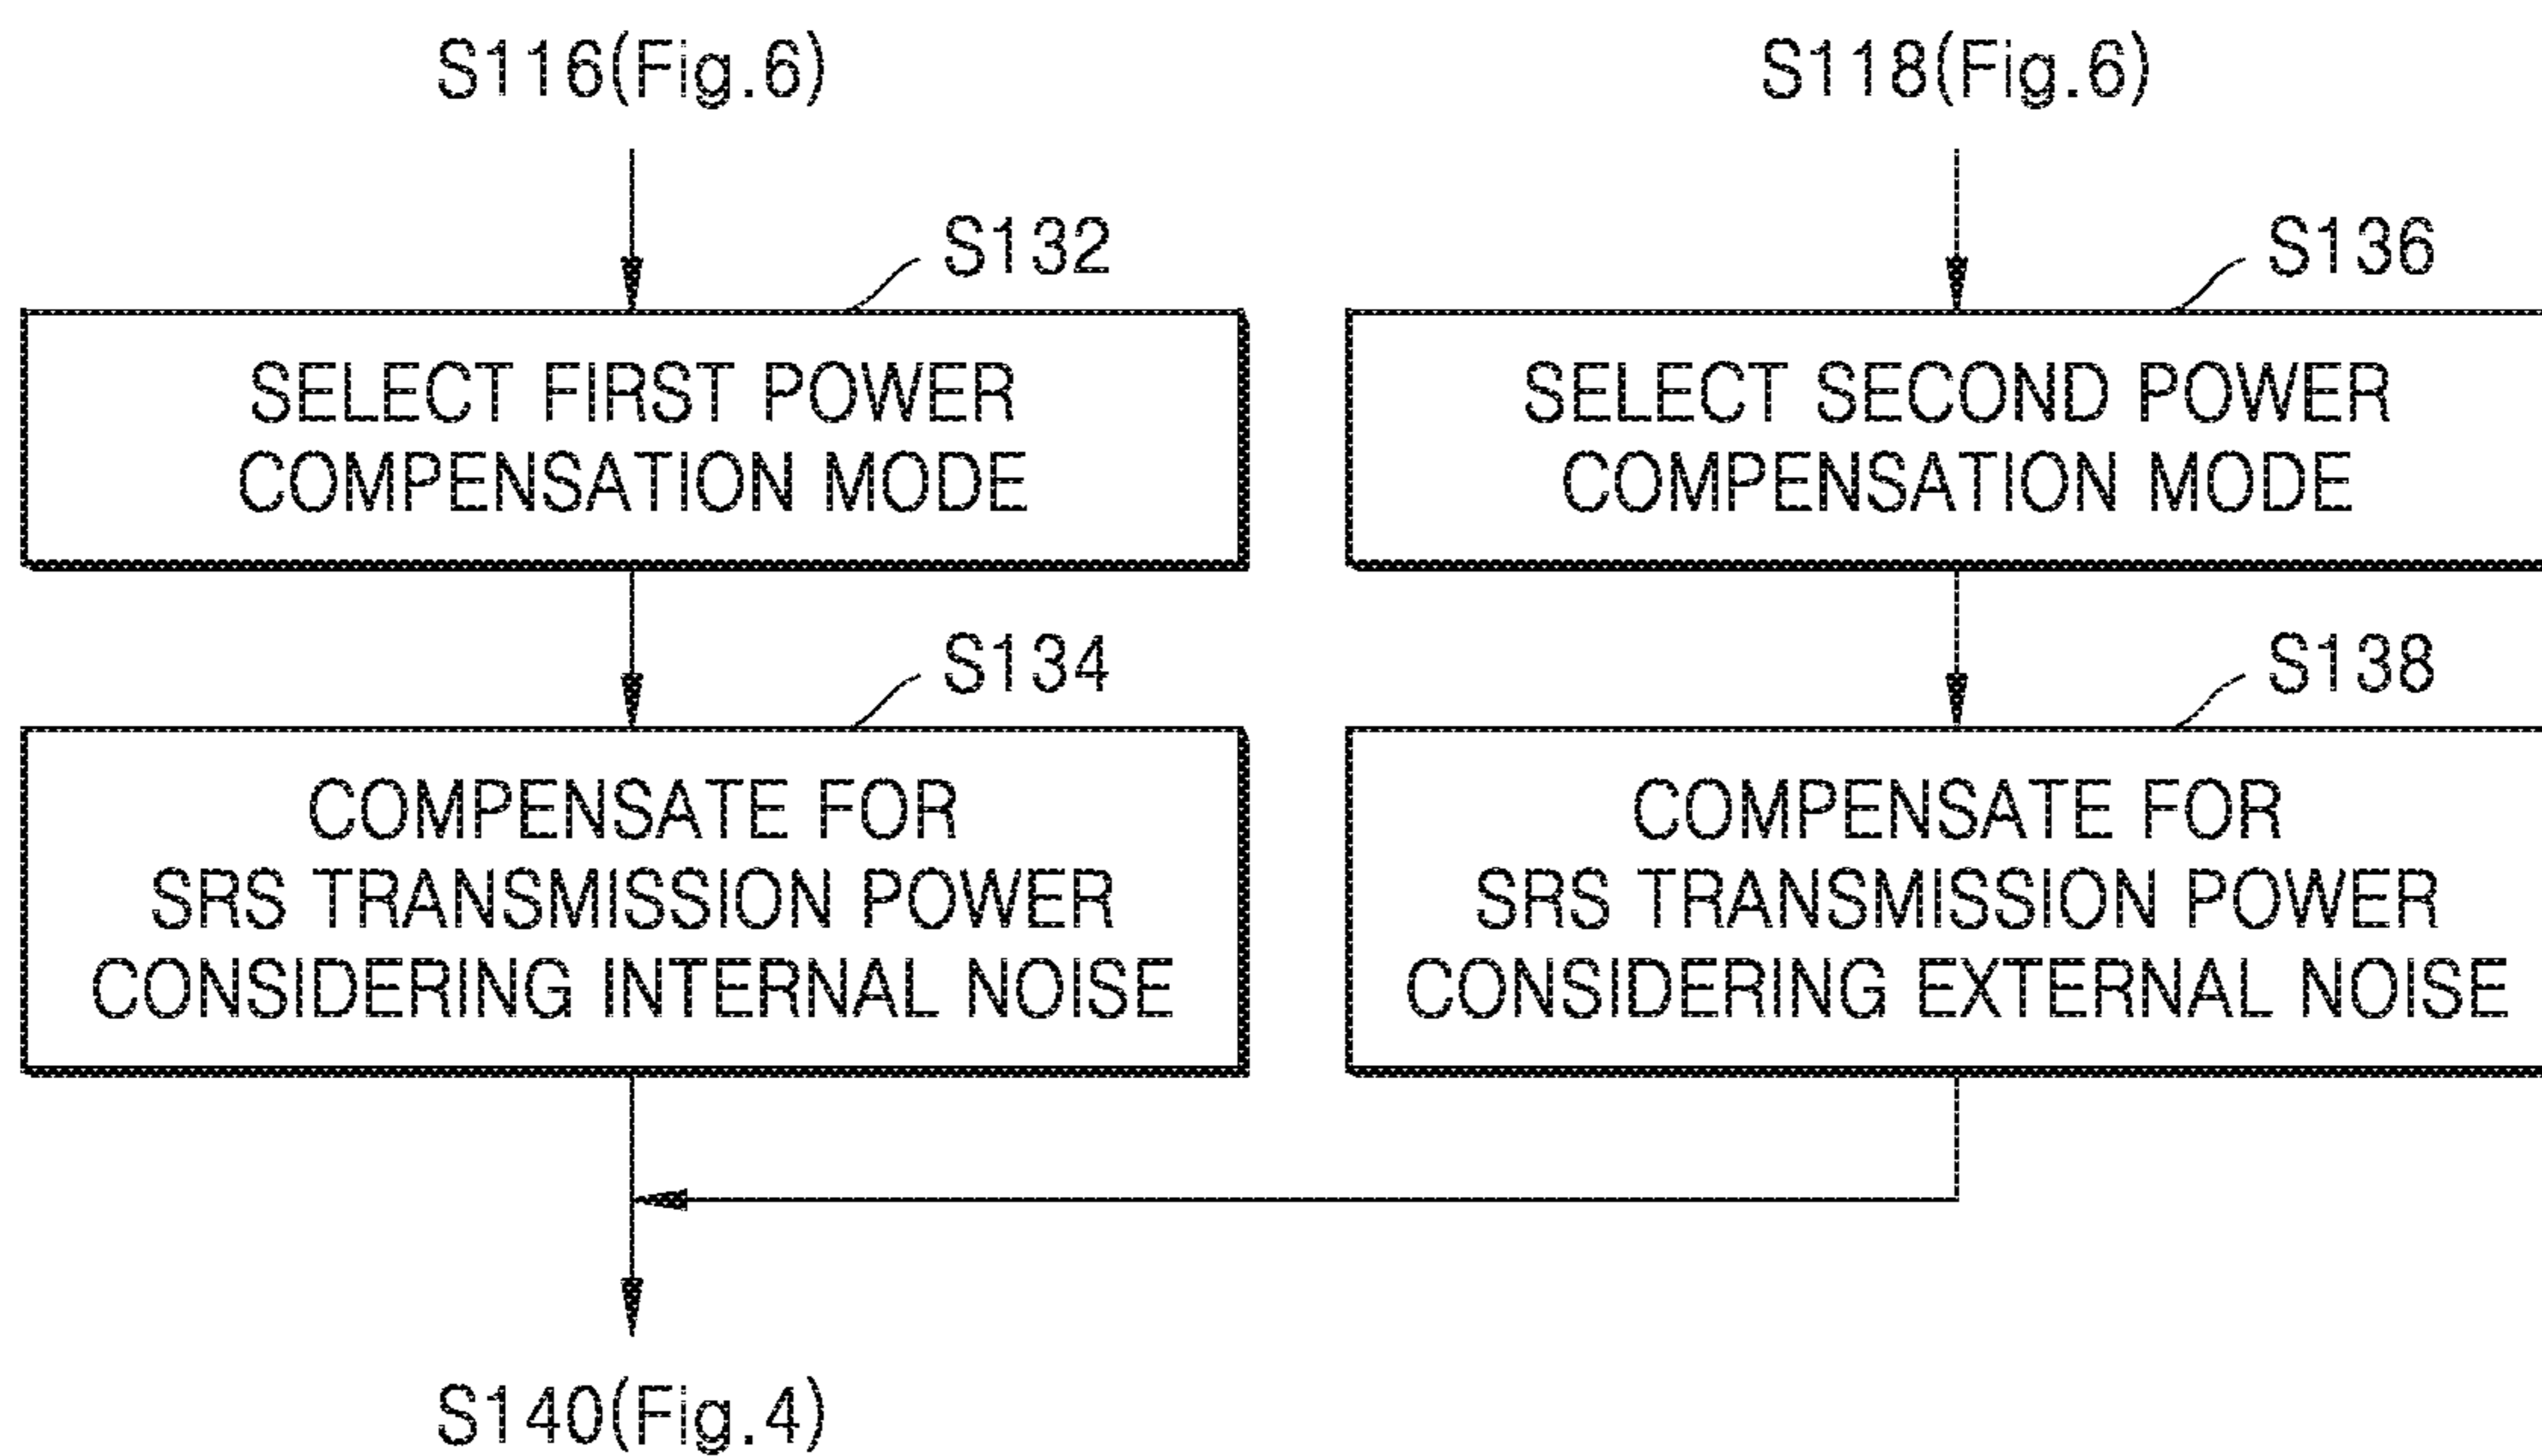 S116(Fig.6)
S132
SELECT FIRST POWER
COMPENSATION MODE
S134
COMPENSATE FOR
SRS TRANSMISSION POWER
CONSIDERING INTERNAL NOISE
S118(Fig.6)
S136
SELECT SECOND POWER
COMPENSATION MODE
S138
COMPENSATE FOR
SRS TRANSMISSION POWER
CONSIDERING EXTERNAL NOISE
S140(Fig.4)